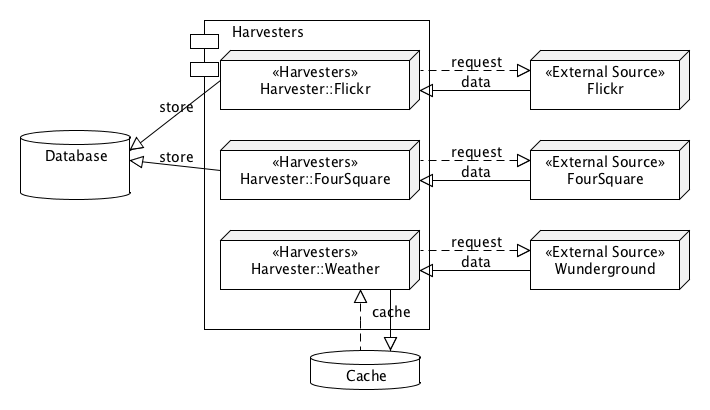 Harvesters
«Harvesters»
Harvester::Flickr
request
data
«External Source»
Flickr
store
Database
store
«Harvesters»
Harvester::FourSquare
request
data
«External Source»
FourSquare
«Harvesters»
Harvester::Weather
request
data
«External Source»
Wunderground
cache
Cache